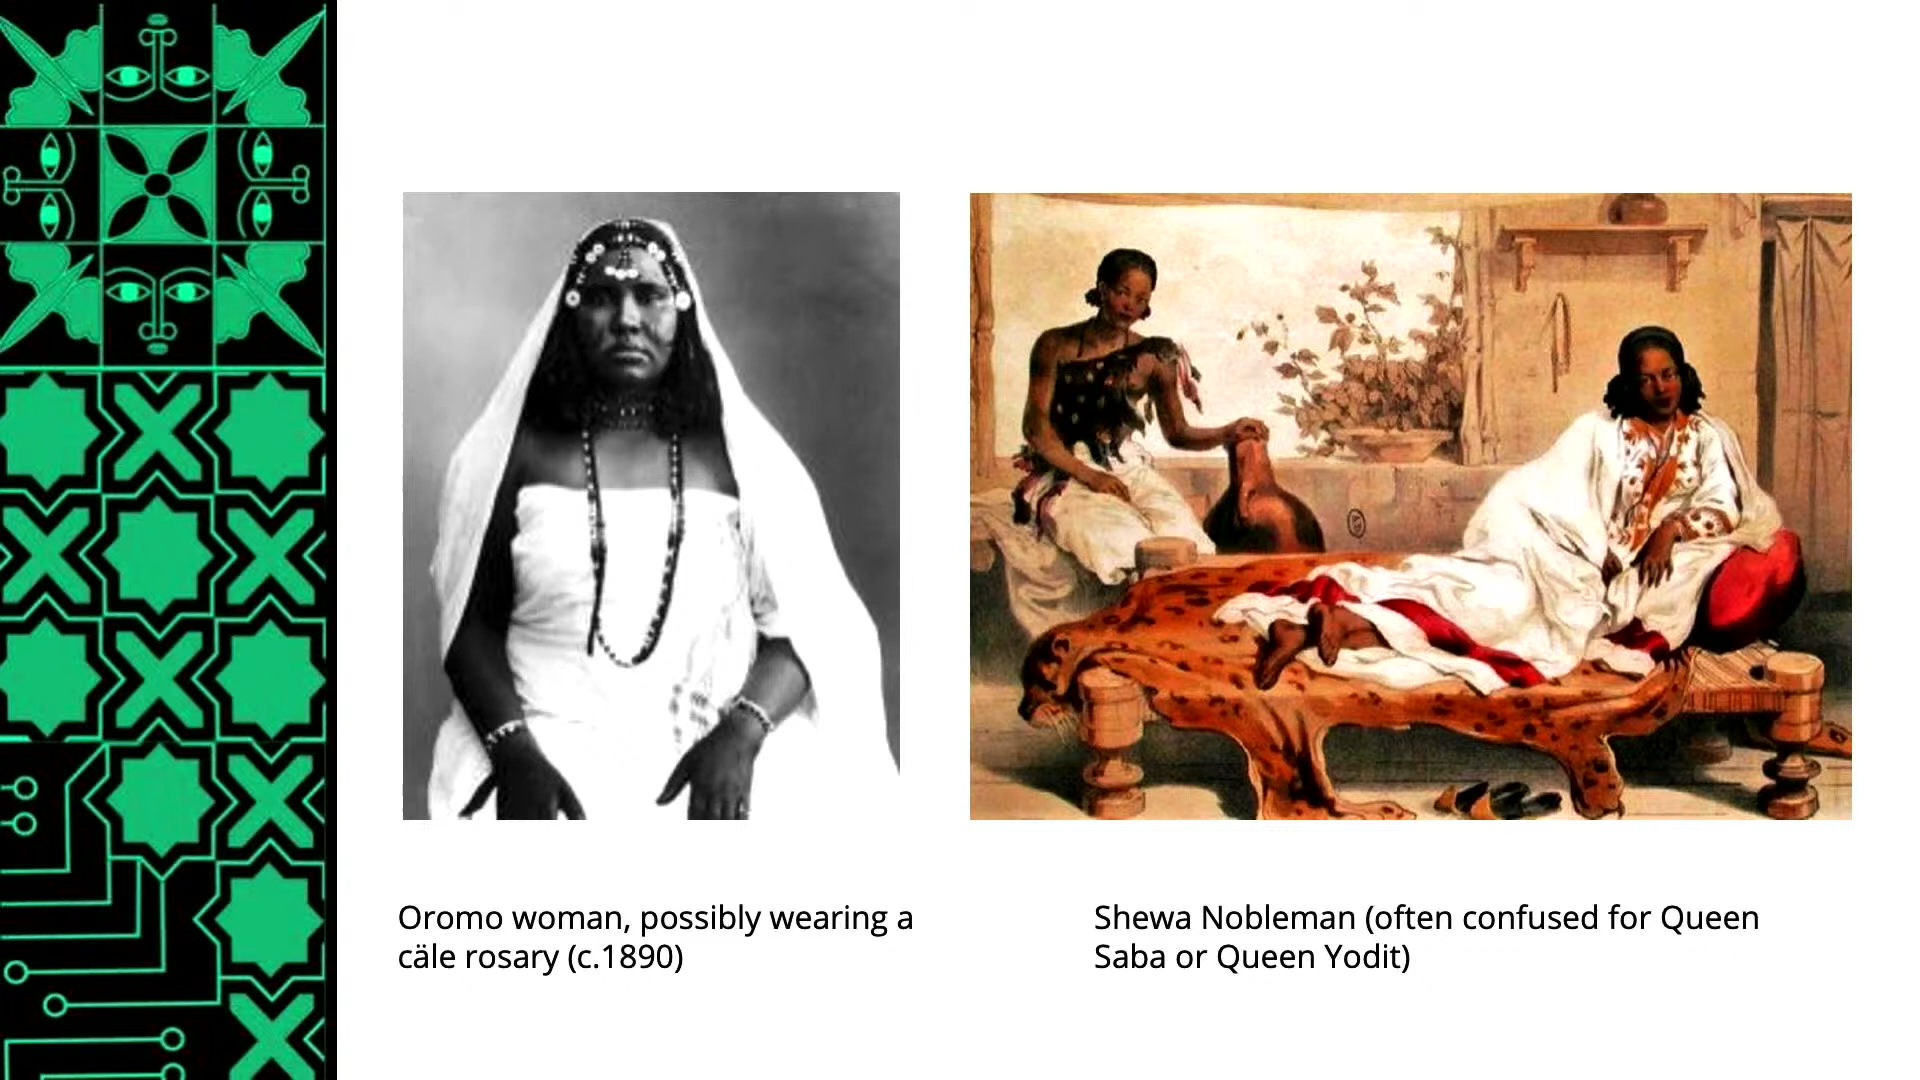 Oromo woman, possibly wearing a
cäle rosary (c.1890)
Shewa Nobleman (often confused for Queen
Saba or Queen Yodit)